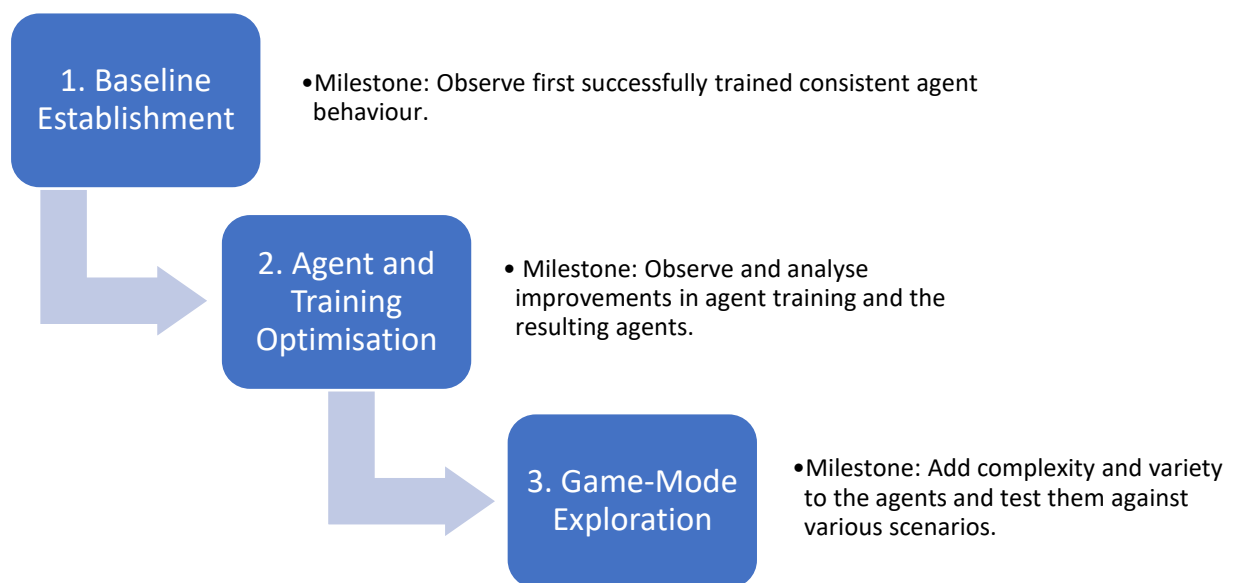 1. Baseline
Establishment
•Milestone: Observe first successfully trained consistent agent
behaviour.
2. Agent and
Training
Optimisation
• Milestone: Observe and analyse
improvements in agent training and the
resulting agents.
3. Game-Mode
Exploration
•Milestone: Add complexity and variety
to the agents and test them against
various scenarios.